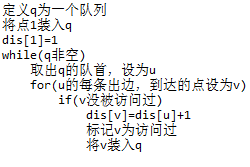 定义q为一个队列
将点1装入q
dis[1]=1
while(q非空)
取出q的队首，设为u
for(u的每条出边，到达的点设为v)
if(v没被访问过)
dis[v]=dis[u]+1
标记v为访问过
将v装入q